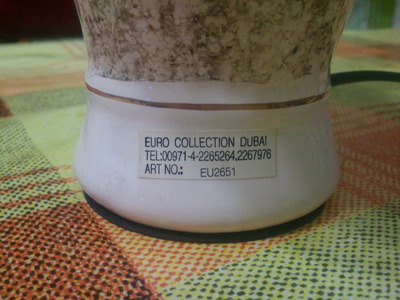 EURO COLLECTION DUBAI
TEL:00971-4-2265264,2267976
ART NO.: EU2651